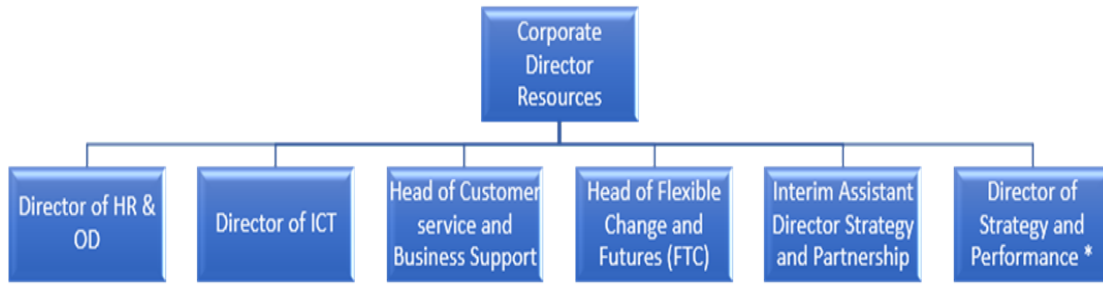 Corporate
Director
Resources
Director of HR &
OD
Director of ICT
Head of Customer
service and
Business Support
Head of Flexible
Change and
Futures (FTC)
Interim Assistant
Director Strategy
and Partnership
Director of
Strategy and
Performance *